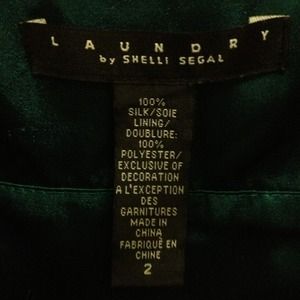 LAUNDRY
by SHELLI SEGAL
100%
SILK/SOIE
LINING/
DOUBLURE:
100%
POLYESTER/
EXCLUSIVE OF
DECORATION
A L'EXCEPTION
DES
GARNITURES
MADE IN
CHINA
FABRIQUÉ EN
CHINE
2